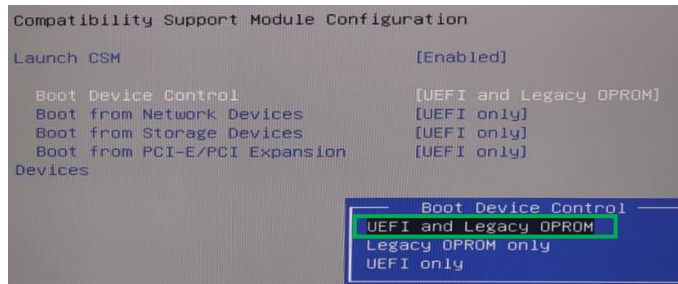 Compatibility Support Module Configuration
Launch CSM [Enabled]
Boot Device Control [UEFI and Legacy OPROM]
Boot from Network Devices [UEFI only]
Boot from Storage Devices [UEFI only]
Boot from PCI-E/PCI Expansion [UEFI only]
Devices
Boot Device Control
UEFI and Legacy OPROM
Legacy OPROM only
UEFI only